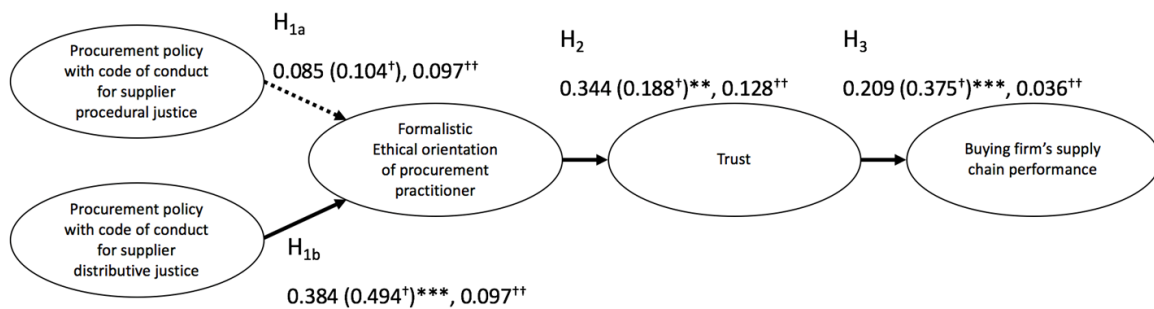 H1a
Procurement policy
with code of conduct
for supplier
procedural justice
0.085 (0.104†), 0.097††
H2
0.344 (0.188†)**, 0.128††
H3
0.209 (0.375†)***, 0.036††
Formalistic
Ethical orientation
of procurement
practitioner
Trust
Buying firm's supply
chain performance
Procurement policy
with code of conduct
for supplier
distributive justice
H1b
0.384 (0.494†)***, 0.097††